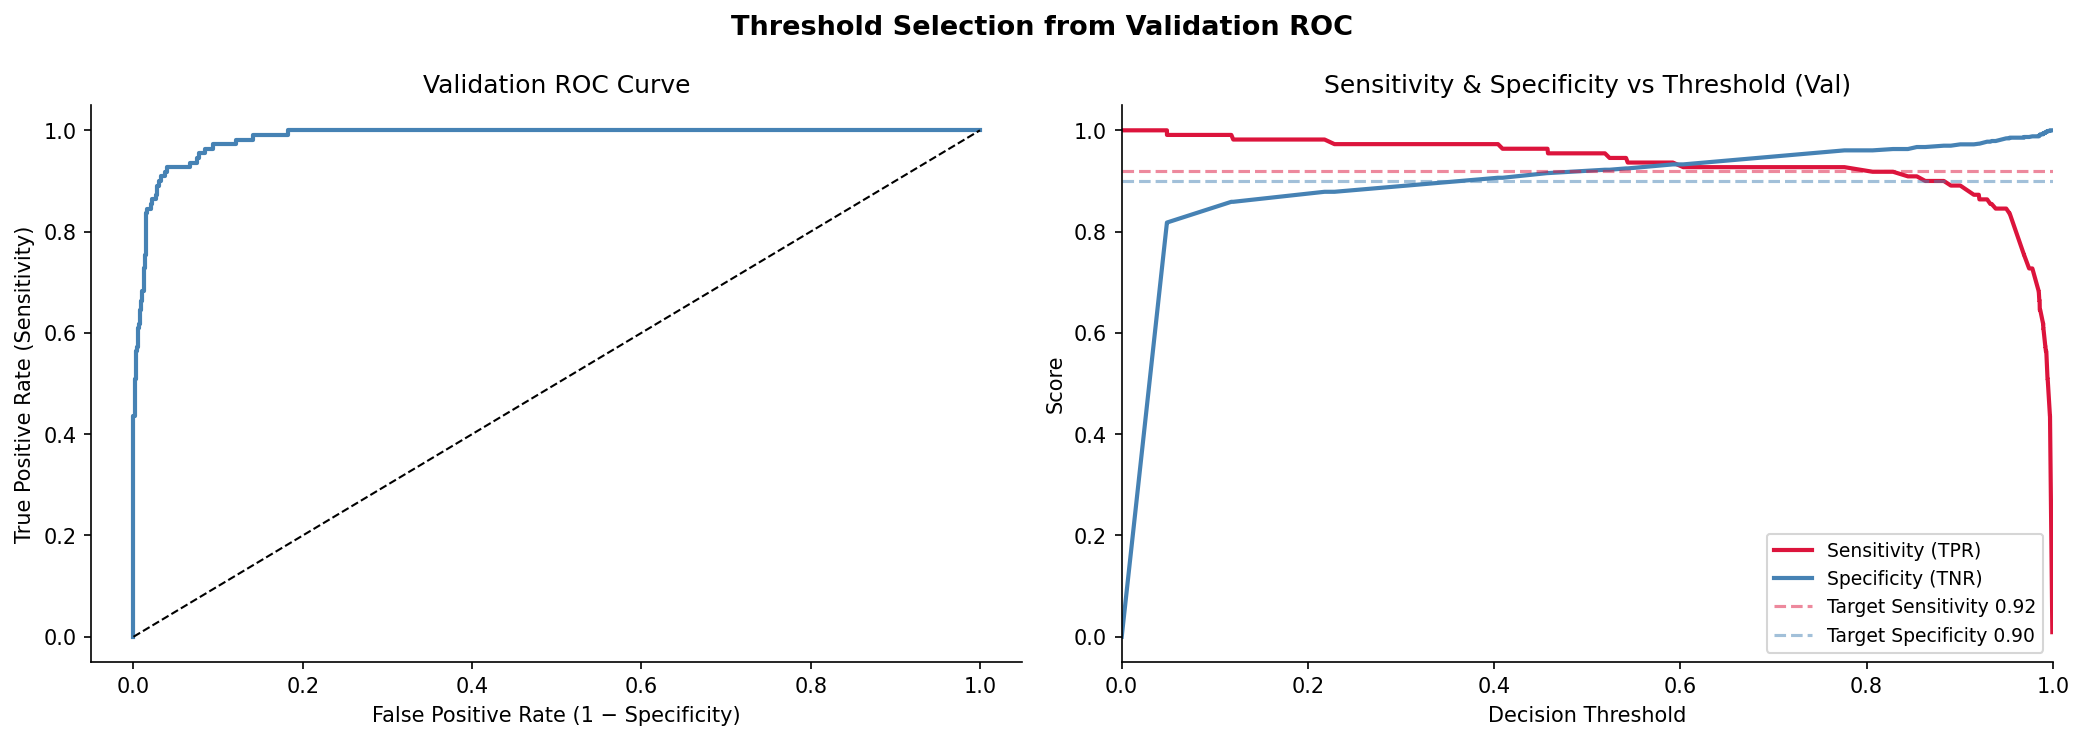 Threshold Selection from Validation ROC
Validation ROC Curve
True Positive Rate (Sensitivity)
1.0
0.8
0.6
0.4
0.2
0.0
0.0 0.2 0.4 0.6 0.8 1.0
False Positive Rate (1 − Specificity)
Sensitivity & Specificity vs Threshold (Val)
Score
1.0
0.8
0.6
0.4
0.2
0.0
Sensitivity (TPR)
Specificity (TNR)
Target Sensitivity 0.92
Target Specificity 0.90
0.0 0.2 0.4 0.6 0.8 1.0
Decision Threshold